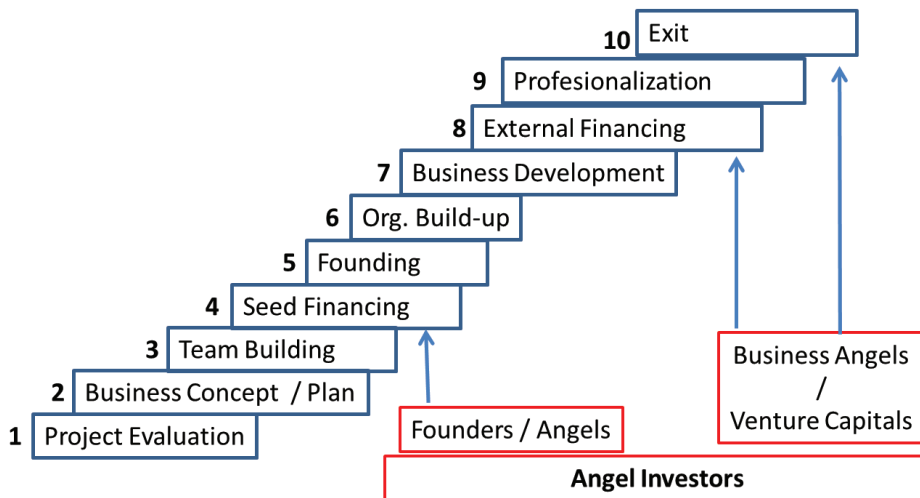 10 Exit
9 Profesionalization
8 External Financing
7 Business Development
6 Org. Build-up
5 Founding
4 Seed Financing
3 Team Building
2 Business Concept / Plan
1 Project Evaluation
Founders / Angels
Business Angels
/
Venture Capitals
Angel Investors